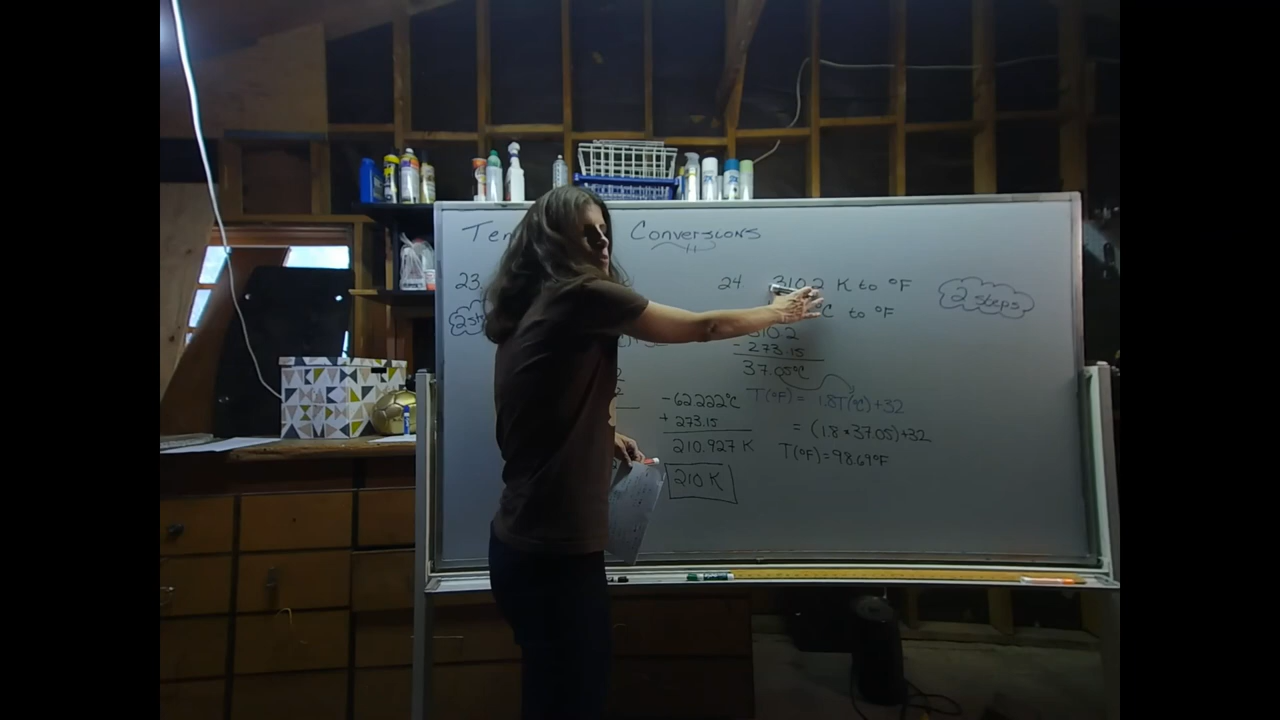 Conversions
23.
24. 310.2 K to °F
2 steps
°C to °F
310.2
- 273.15
37.05°C
-62.222°C
+ 273.15
210.927 K
210 K
T(°F) = 1.8T(°C) + 32
= (1.8 * 37.05) + 32
T(°F) = 98.69°F